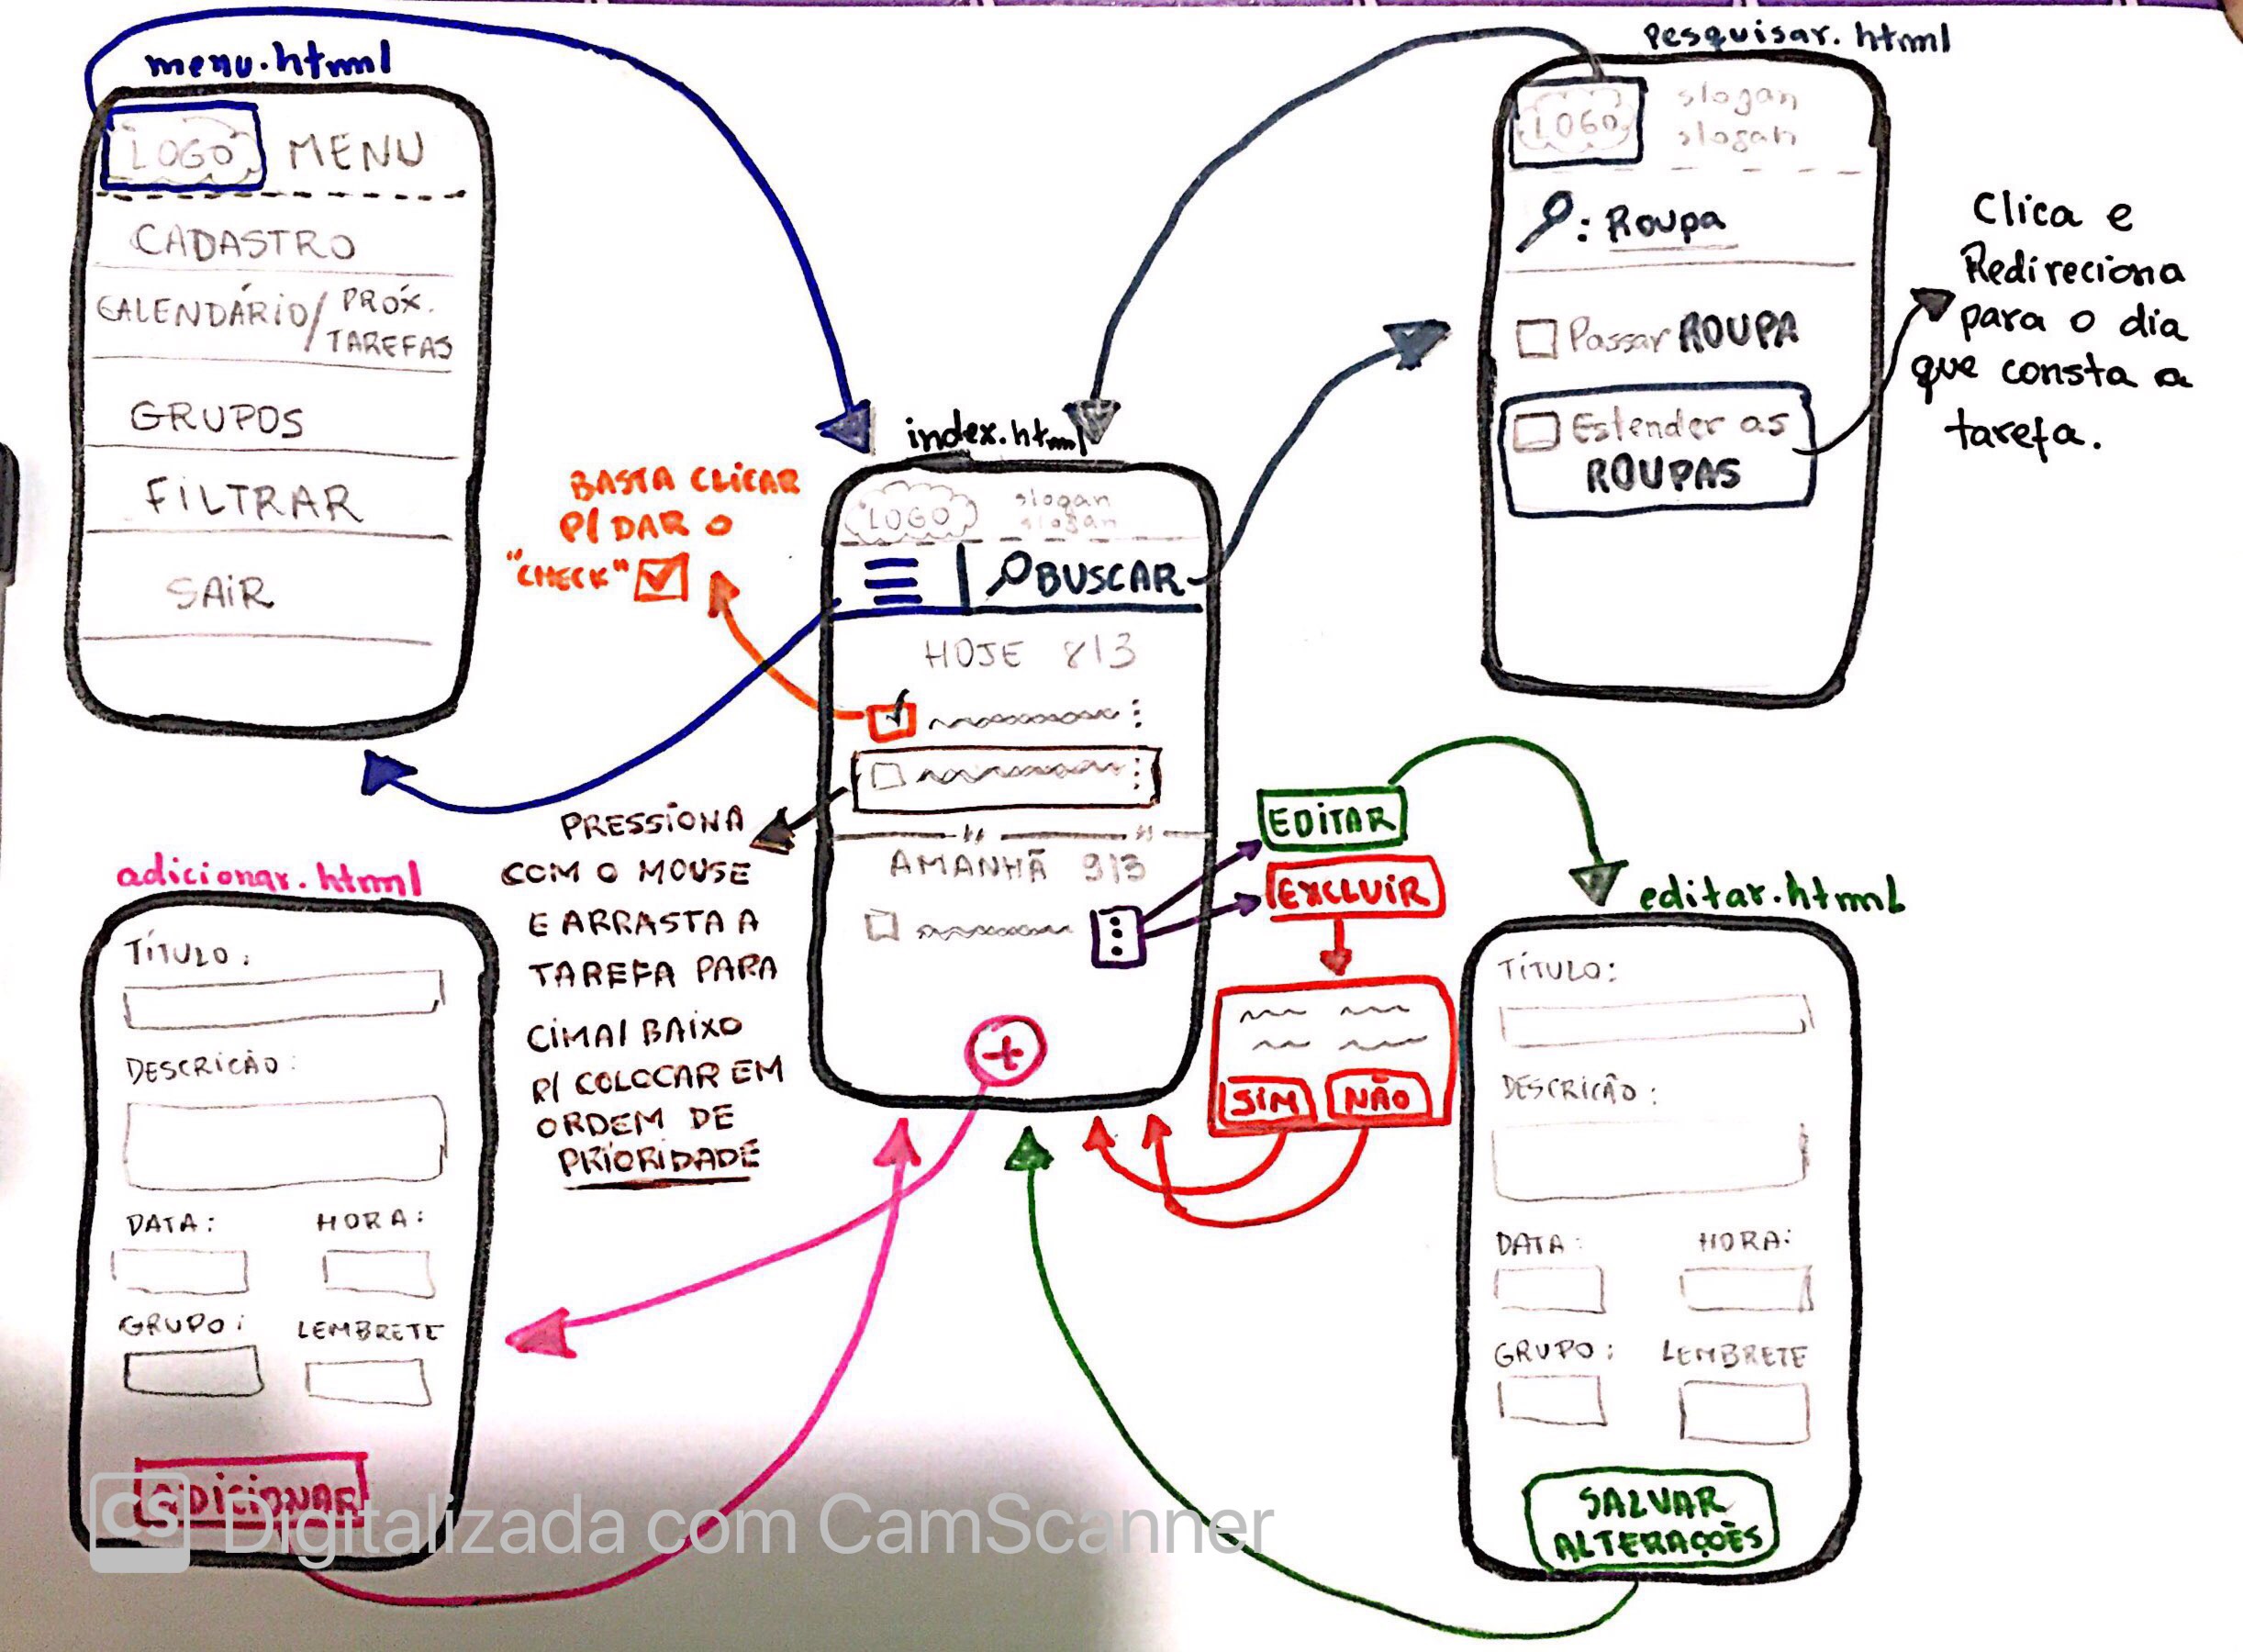 menu.html
LOGO MENU
CADASTRO
CALENDÁRIO/ PRÓX.
TAREFAS
GRUPOS
FILTRAR
SAIR
pesquisar.html
LOGO
slogan
slogan
: Roupa
Passar ROUPA
Estender as
ROUPAS
Clica e
Redireciona
para o dia
que consta a
tarefa.
index.html
LOGO
slogan
slogan
BUSCAR
HOJE 8/3
AMANHÃ 9/3
+
BASTA CLICAR
P/ DAR O
"CHECK"
PRESSIONA
COM O MOUSE
E ARRASTA A
TAREFA PARA
CIMA/BAIXO
P/ COLOCAR EM
ORDEM DE
PRIORIDADE
EDITAR
EXCLUIR
SIM NÃO
adicionar.html
TÍTULO:
DESCRICÃO:
DATA: HORA:
GRUPO: LEMBRETE
ADICIONAR
editar.html
TÍTULO:
DESCRICÃO:
DATA: HORA:
GRUPO: LEMBRETE
SALVAR
ALTERAÇÕES
CS Digitalizada com CamScanner